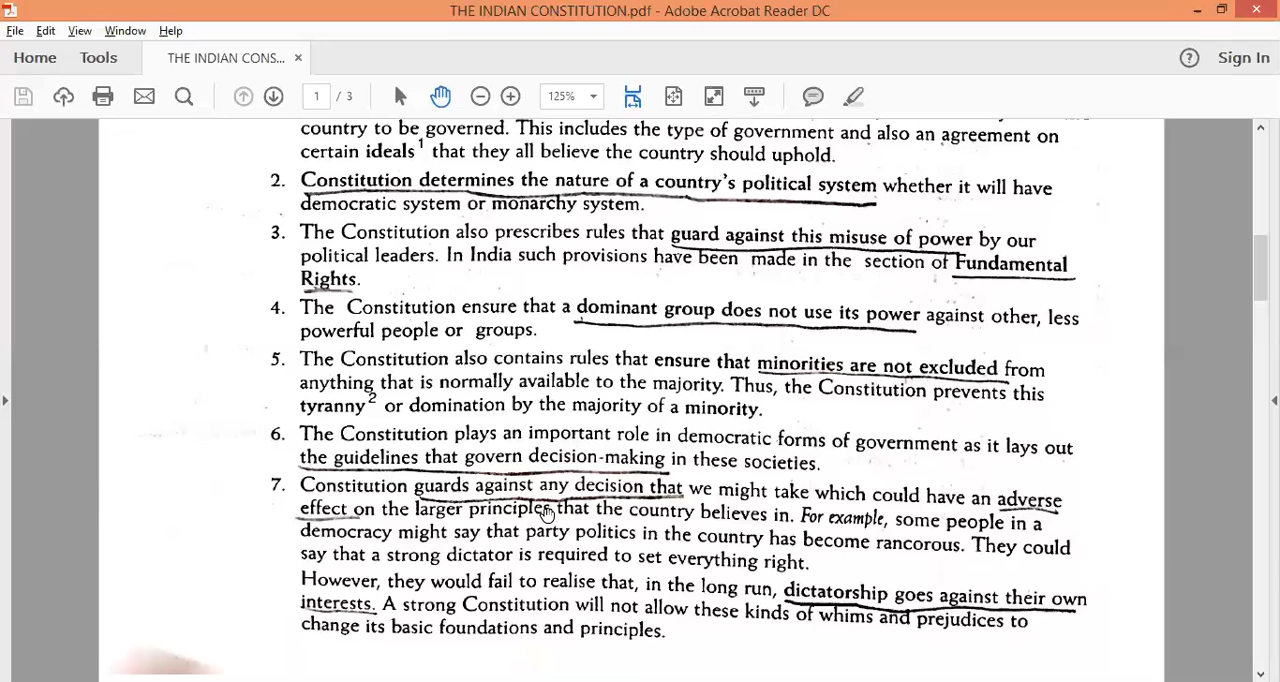 THE INDIAN CONSTITUTION.pdf - Adobe Acrobat Reader DC
File Edit View Window Help
Home Tools THE INDIAN CONS... × Sign In
1 / 3 125%
country to be governed. This includes the type of government and also an agreement on
certain ideals1 that they all believe the country should uphold.
2. Constitution determines the nature of a country's political system whether it will have
democratic system or monarchy system.
3. The Constitution also prescribes rules that guard against this misuse of power by our
political leaders. In India such provisions have been made in the section of Fundamental
Rights.
4. The Constitution ensure that a dominant group does not use its power against other, less
powerful people or groups.
5. The Constitution also contains rules that ensure that minorities are not excluded from
anything that is normally available to the majority. Thus, the Constitution prevents this
tyranny2 or domination by the majority of a minority.
6. The Constitution plays an important role in democratic forms of government as it lays out
the guidelines that govern decision-making in these societies.
7. Constitution guards against any decision that we might take which could have an adverse
effect on the larger principles that the country believes in. For example, some people in a
democracy might say that party politics in the country has become rancorous. They could
say that a strong dictator is required to set everything right.
However, they would fail to realise that, in the long run, dictatorship goes against their own
interests. A strong Constitution will not allow these kinds of whims and prejudices to
change its basic foundations and principles.